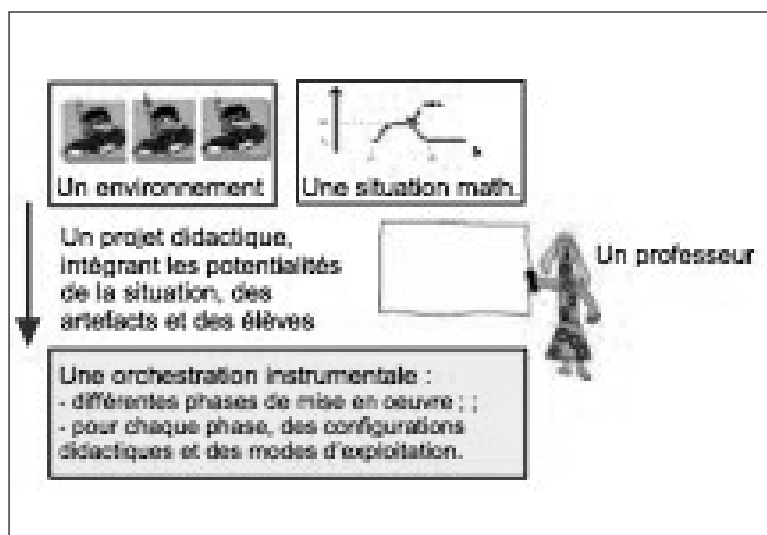 Un environnement
Une situation math.
Un projet didactique,
intégrant les potentialités
de la situation, des
artefacts et des élèves
Un professeur
Une orchestration instrumentale :
- différentes phases de mise en oeuvre ; ;
- pour chaque phase, des configurations
didactiques et des modes d'exploitation.